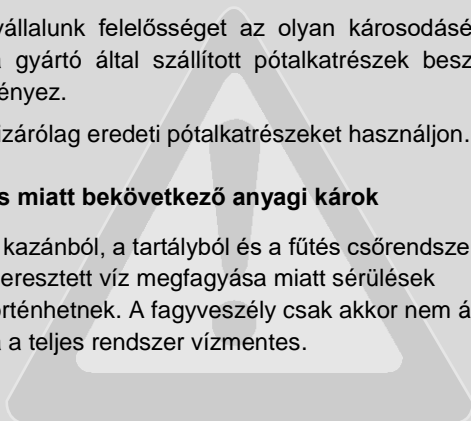 vállalunk felelősséget az olyan károsodásé
gyártó által szállított pótalkatrészek besz
ényez.
izárólag eredeti pótalkatrészeket használjon.
s miatt bekövetkező anyagi károk
kazánból, a tartályból és a fűtés csőrendsze
eresztett víz megfagyása miatt sérülések
örténhetnek. A fagyveszély csak akkor nem á
a teljes rendszer vízmentes.